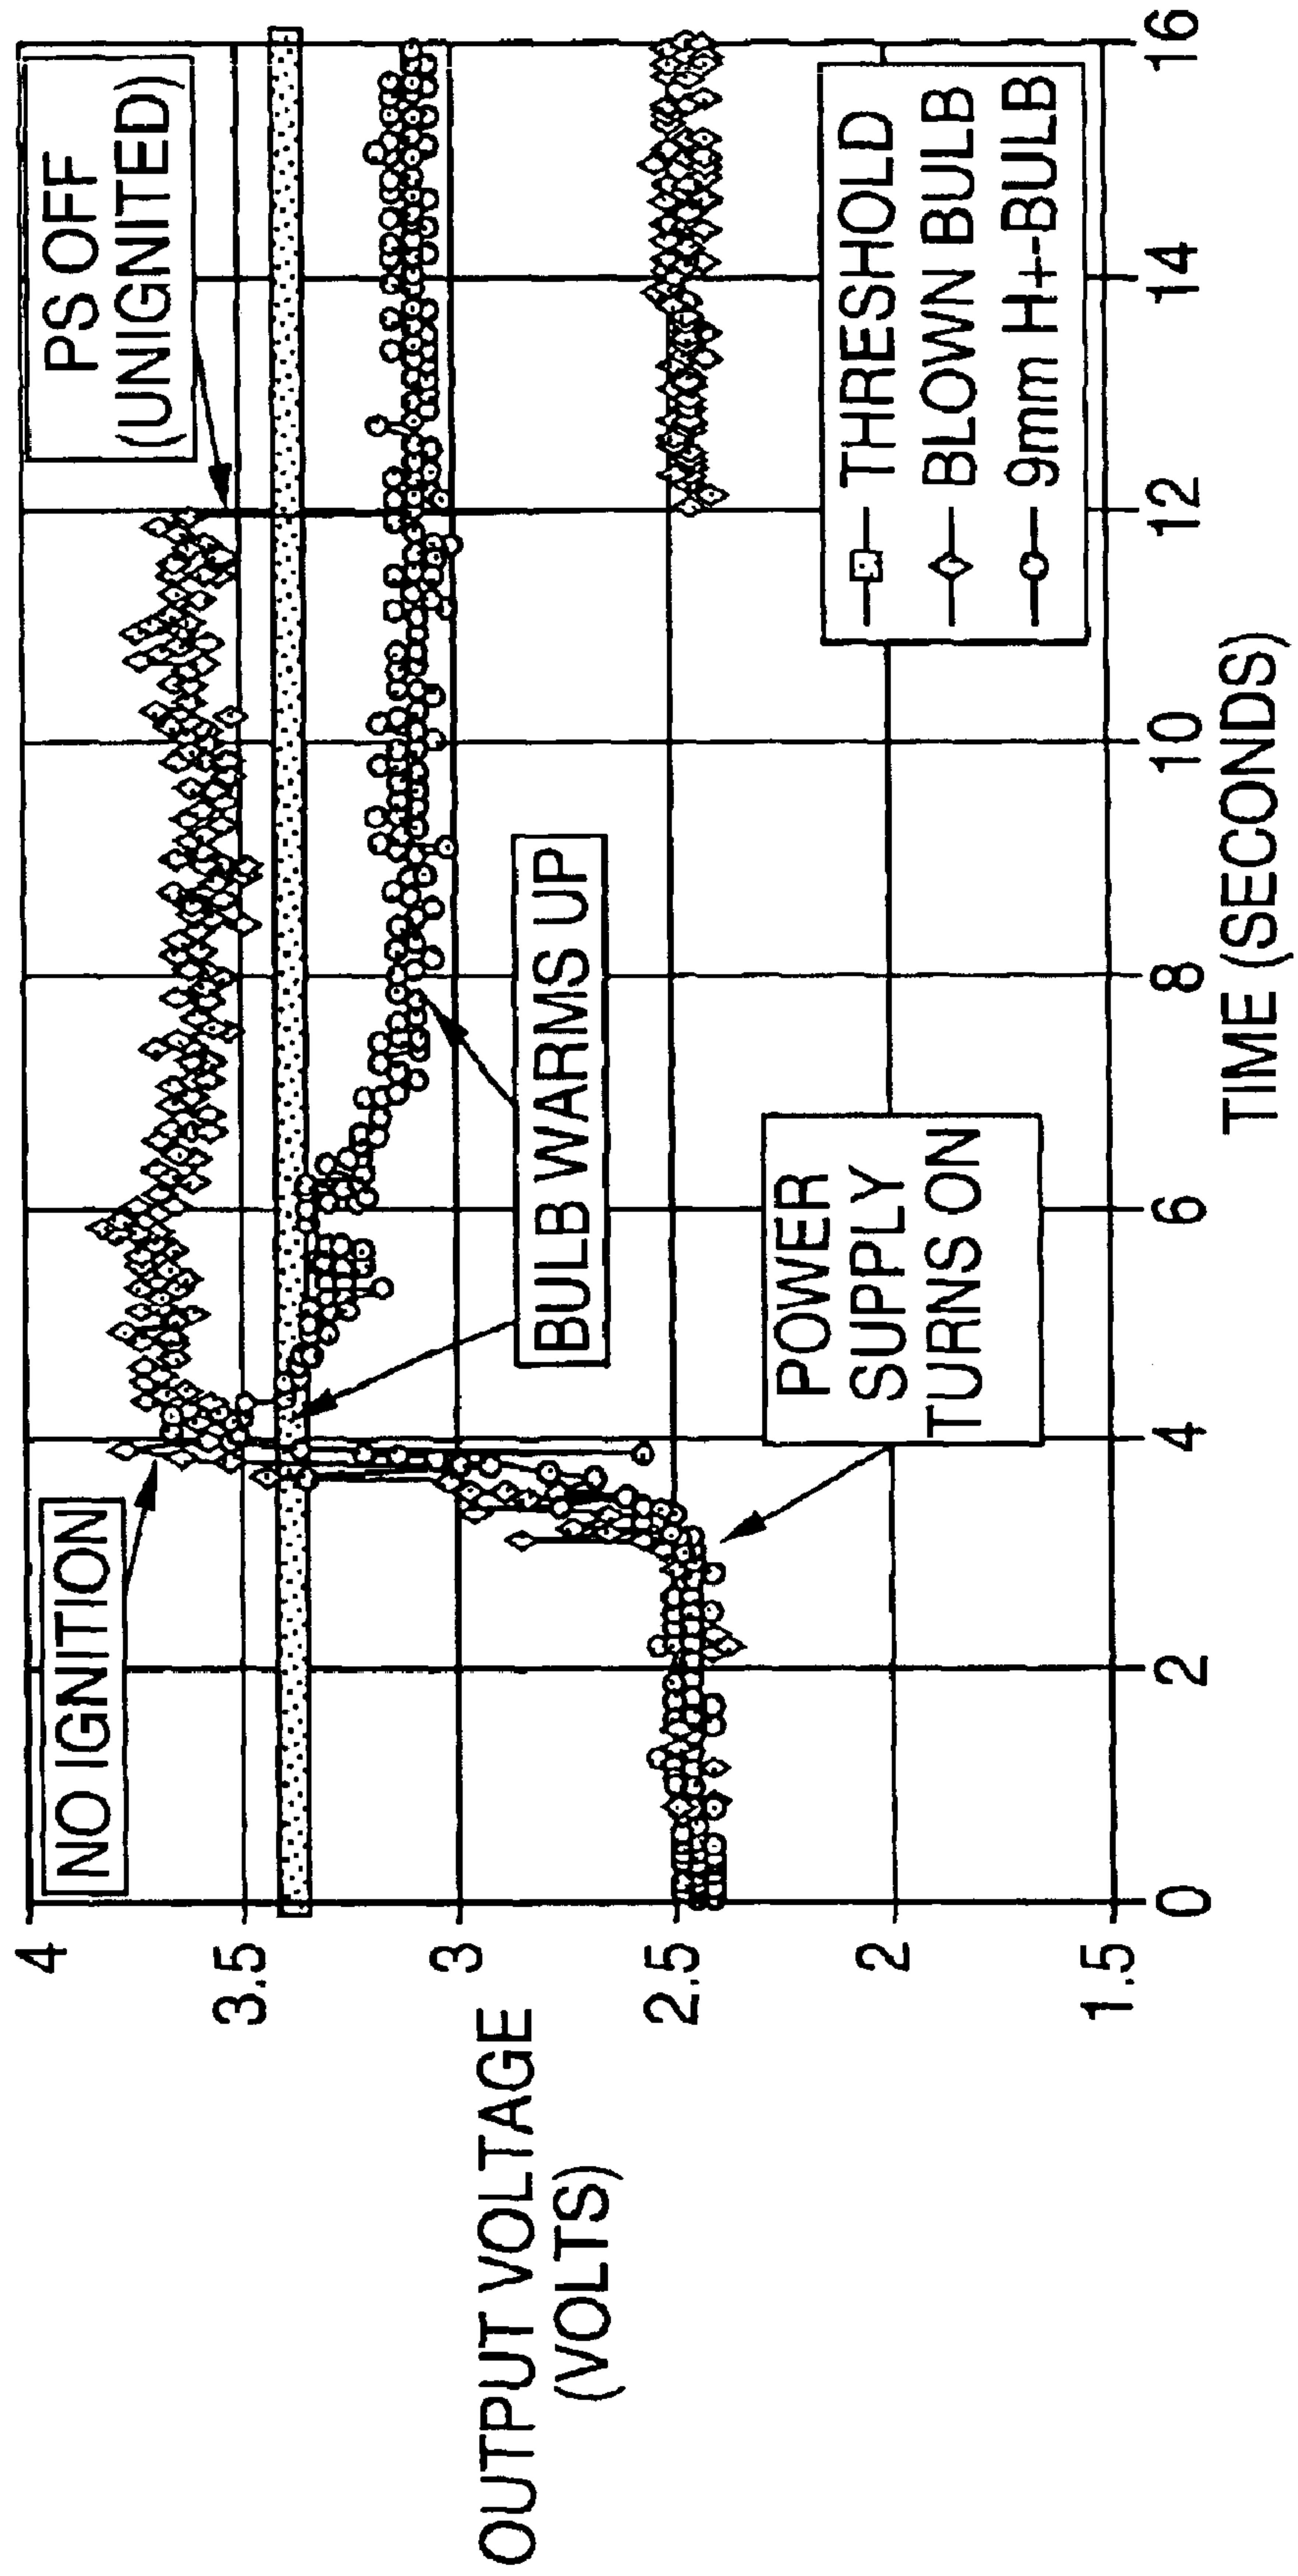 NO IGNITION
PS OFF
(UNIGNITED)
BULB WARMS UP
POWER
SUPPLY
TURNS ON
THRESHOLD
BLOWN BULB
9mm H+-BULB
OUTPUT VOLTAGE
(VOLTS)
4
3.5
3
2.5
2
1.5
0
2
4
6
8
10
12
14
16
TIME (SECONDS)